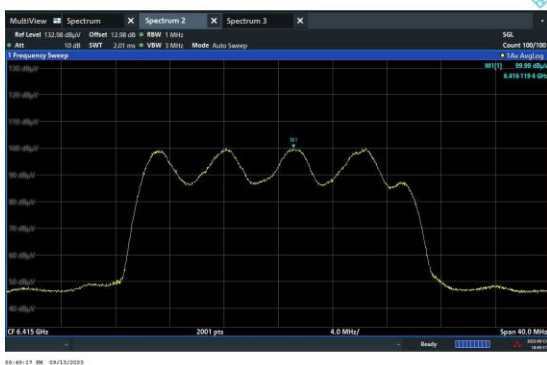 MultiView Spectrum X Spectrum 2 X Spectrum 3 X
Ref Level 132.98 dBµV Offset 12.98 dB RBW 1 MHz SGL
Att 10 dB SWT 2.01 ms VBW 3 MHz Mode Auto Sweep Count 100/100
1 Frequency Sweep 1Av AvgLog
M1[1] 99.99 dBµV
6.416 119 4 GHz
130 dBµV
120 dBµV
110 dBµV
M1
100 dBµV
90 dBµV
80 dBµV
70 dBµV
60 dBµV
50 dBµV
40 dBµV
CF 6.415 GHz 2001 pts 4.0 MHz/ Span 40.0 MHz
Ready
06:49:17 PM 09/13/2023